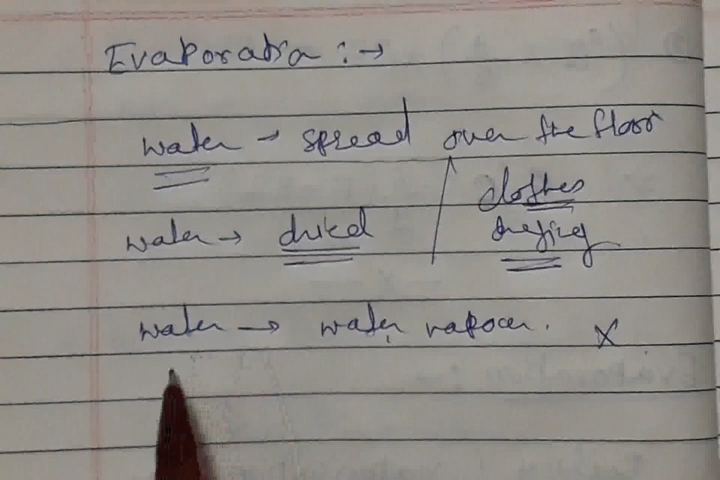 Evaporation :→
water → spread over the floor
clothes
water → dried drying
water → water vapour. X